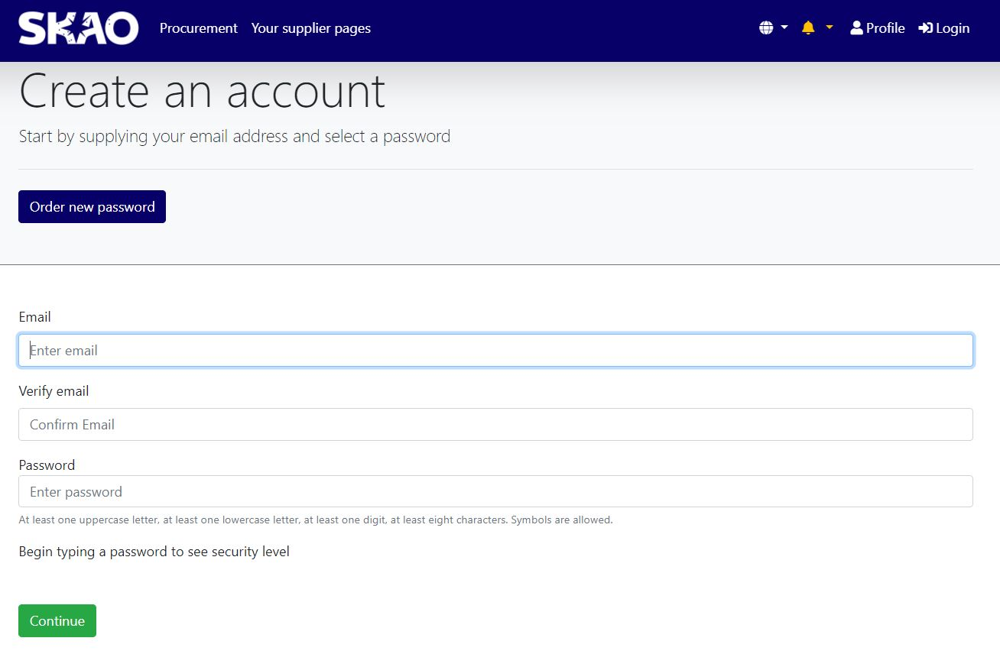 SKAO Procurement Your supplier pages Profile Login
Create an account
Start by supplying your email address and select a password
Order new password
Email
Enter email
Verify email
Confirm Email
Password
Enter password
At least one uppercase letter, at least one lowercase letter, at least one digit, at least eight characters. Symbols are allowed.
Begin typing a password to see security level
Continue